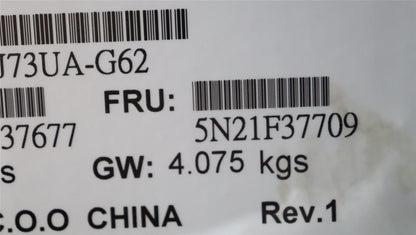 J73UA-G62
FRU:
37677 5N21F37709
s GW: 4.075 kgs
C.O.O CHINA Rev.1